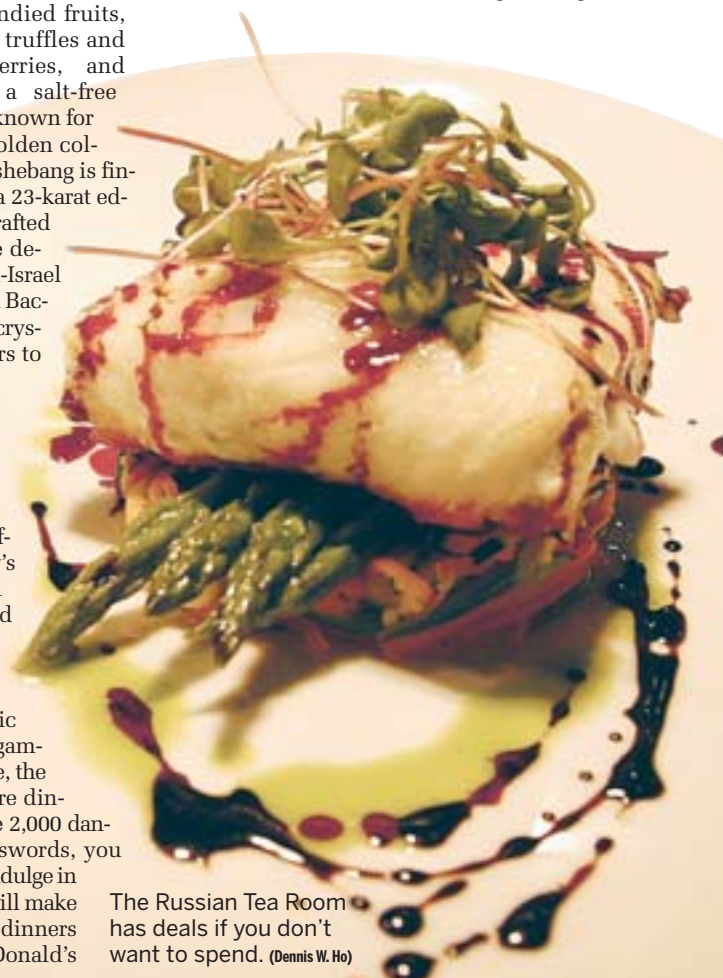 ndied fruits,
truffles and
erries, and
a salt-free
known for
olden col-
shebang is fin-
a 23-karat ed-
rafted
e de-
-Israel
Bac-
crys-
rs to
f-
's
d
ic
gam-
e, the
re din-
e 2,000 dan-
swords, you
dulge in
ill make
dinners
Donald's
The Russian Tea Room
has deals if you don't
want to spend. (Dennis W. Ho)